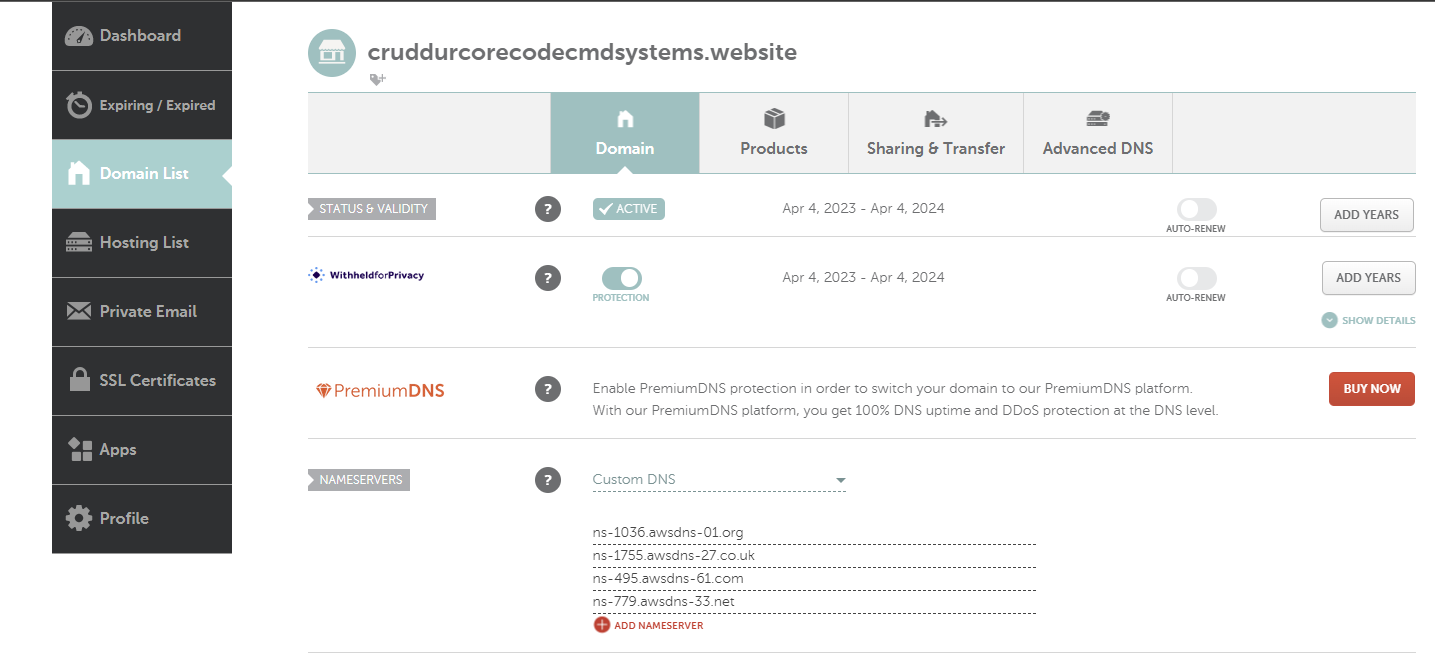 Dashboard
Expiring / Expired
Domain List
Hosting List
Private Email
SSL Certificates
Apps
Profile
cruddurcorecodecmdsystems.website
Domain
Products
Sharing & Transfer
Advanced DNS
STATUS & VALIDITY
?
ACTIVE
Apr 4, 2023 - Apr 4, 2024
AUTO-RENEW
ADD YEARS
WithheldforPrivacy
?
PROTECTION
Apr 4, 2023 - Apr 4, 2024
AUTO-RENEW
ADD YEARS
SHOW DETAILS
PremiumDNS
?
Enable PremiumDNS protection in order to switch your domain to our PremiumDNS platform.
With our PremiumDNS platform, you get 100% DNS uptime and DDoS protection at the DNS level.
BUY NOW
NAMESERVERS
?
Custom DNS
ns-1036.awsdns-01.org
ns-1755.awsdns-27.co.uk
ns-495.awsdns-61.com
ns-779.awsdns-33.net
ADD NAMESERVER